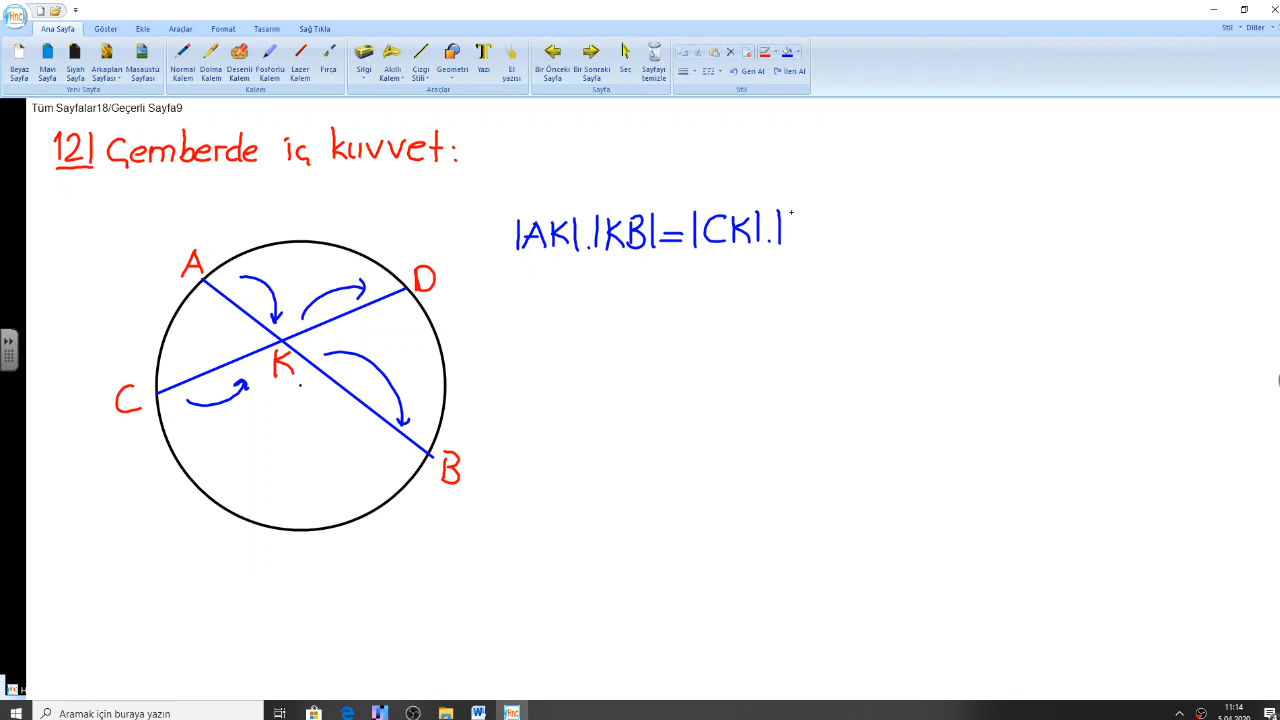 Ana Sayfa Göster Ekle Araçlar Format Tasarım Sağ Tıkla
Stil Diller
Beyaz Sayfa Mavi Sayfa Siyah Sayfa Arkaplan Sayfası Masaüstü Sayfası
Normal Kalem Dolma Kalem Desenli Kalem Fosforlu Kalem Lazer Kalem Fırça
Silgi Akıllı Kalem Çizgi Stili Geometri Yazı El yazısı
Bir Önceki Sayfa Bir Sonraki Sayfa Seç Sayfayı temizle
Geri Al İleri Al
Yeni Sayfa Kalem Araçlar Sayfa Stil
Tüm Sayfalar18/Geçerli Sayfa9
12| Çemberde iç kuvvet:
|AK|.|KB|=|CK|.|
A
D
K
C
B
Aramak için buraya yazın
11:14
5.04.2020